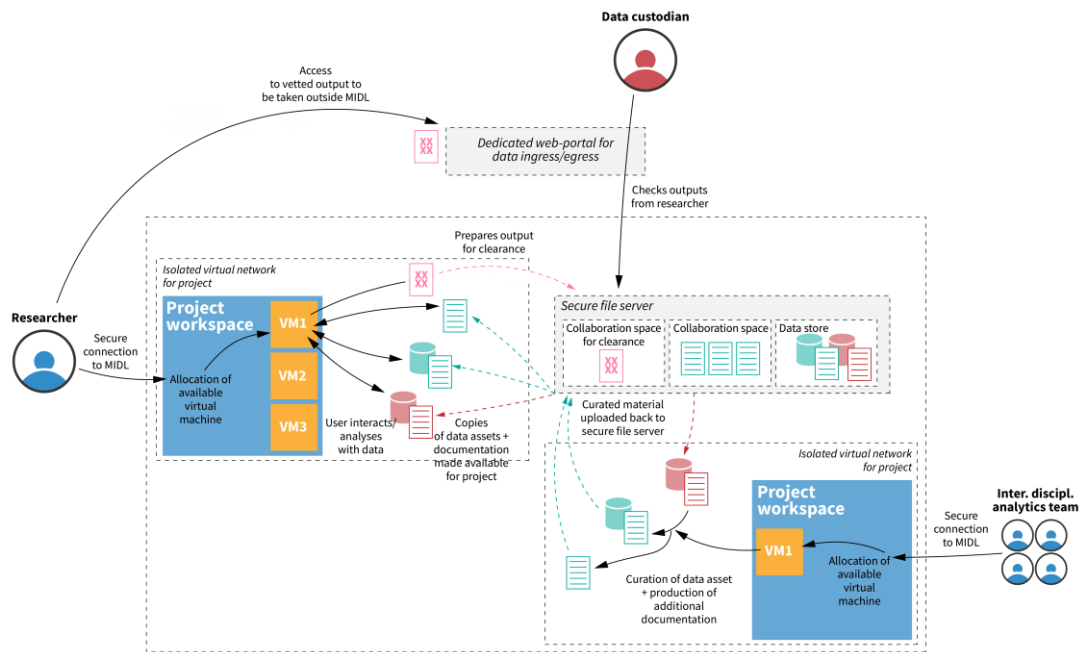 Data custodian
Access
to vetted output to
be taken outside MIDL
XX
XX
Dedicated web-portal for
data ingress/egress
Checks outputs
from researcher
Prepares output
for clearance
Isolated virtual network
for project
XX
XX
Project
workspace
VM1
VM2
VM3
Allocation of
available
virtual
machine
Researcher
Secure
connection
to MIDL
User interacts/
analyses
with data
Copies
of data assets +
documentation
made available
for project
Secure file server
Collaboration space
for clearance
XX
XX
Collaboration space
Data store
Curated material
uploaded back to
secure file server
Isolated virtual network
for project
Project
workspace
VM1
Allocation of
available
virtual
machine
Curation of data asset
+ production of
additional
documentation
Secure
connection
to MIDL
Inter. discipl.
analytics team